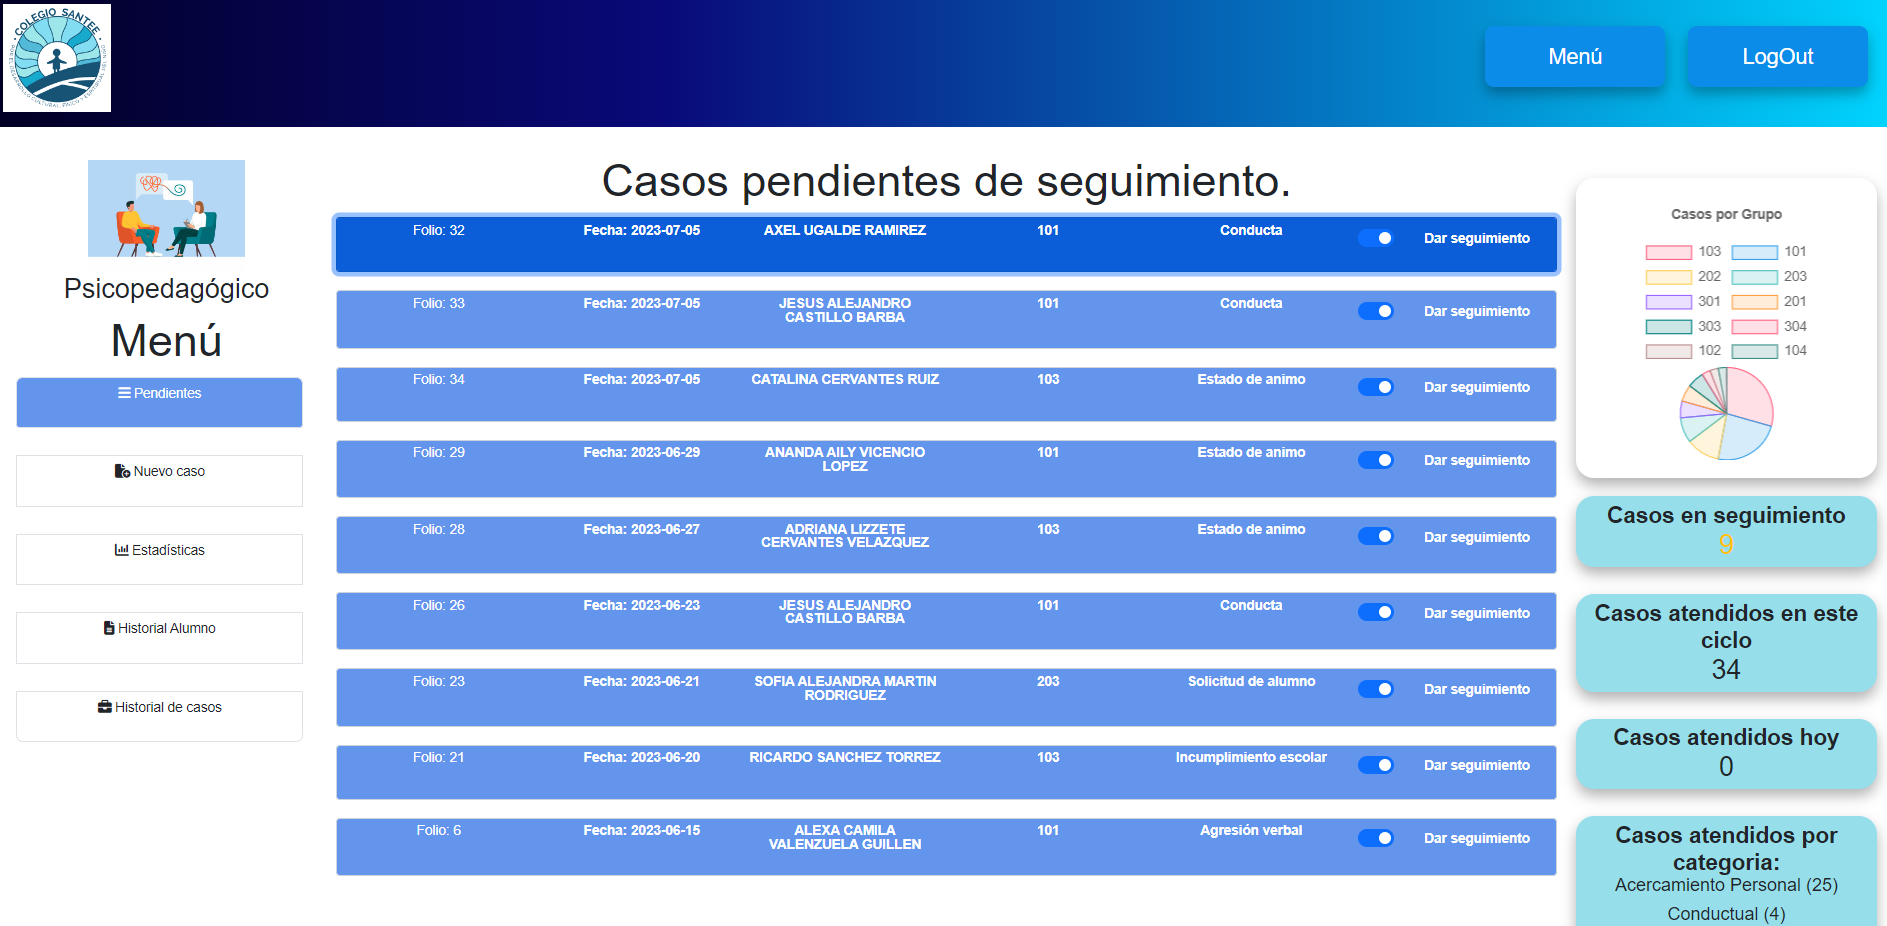 COLEGIO SANTEE
Menú
LogOut
Psicopedagógico
Menú
Pendientes
Nuevo caso
Estadísticas
Historial Alumno
Historial de casos
Casos pendientes de seguimiento.
Folio: 32 Fecha: 2023-07-05 AXEL UGALDE RAMIREZ 101 Conducta Dar seguimiento
Folio: 33 Fecha: 2023-07-05 JESUS ALEJANDRO 101 Conducta Dar seguimiento
CASTILLO BARBA
Folio: 34 Fecha: 2023-07-05 CATALINA CERVANTES RUIZ 103 Estado de animo Dar seguimiento
Folio: 29 Fecha: 2023-06-29 ANANDA AILY VICENCIO 101 Estado de animo Dar seguimiento
LOPEZ
Folio: 28 Fecha: 2023-06-27 ADRIANA LIZZETE 103 Estado de animo Dar seguimiento
CERVANTES VELAZQUEZ
Folio: 26 Fecha: 2023-06-23 JESUS ALEJANDRO 101 Conducta Dar seguimiento
CASTILLO BARBA
Folio: 23 Fecha: 2023-06-21 SOFIA ALEJANDRA MARTIN 203 Solicitud de alumno Dar seguimiento
RODRIGUEZ
Folio: 21 Fecha: 2023-06-20 RICARDO SANCHEZ TORREZ 103 Incumplimiento escolar Dar seguimiento
Folio: 6 Fecha: 2023-06-15 ALEXA CAMILA 101 Agresión verbal Dar seguimiento
VALENZUELA GUILLEN
Casos por Grupo
103 101
202 203
301 201
303 304
102 104
Casos en seguimiento
9
Casos atendidos en este
ciclo
34
Casos atendidos hoy
0
Casos atendidos por
categoria:
Acercamiento Personal (25)
Conductual (4)